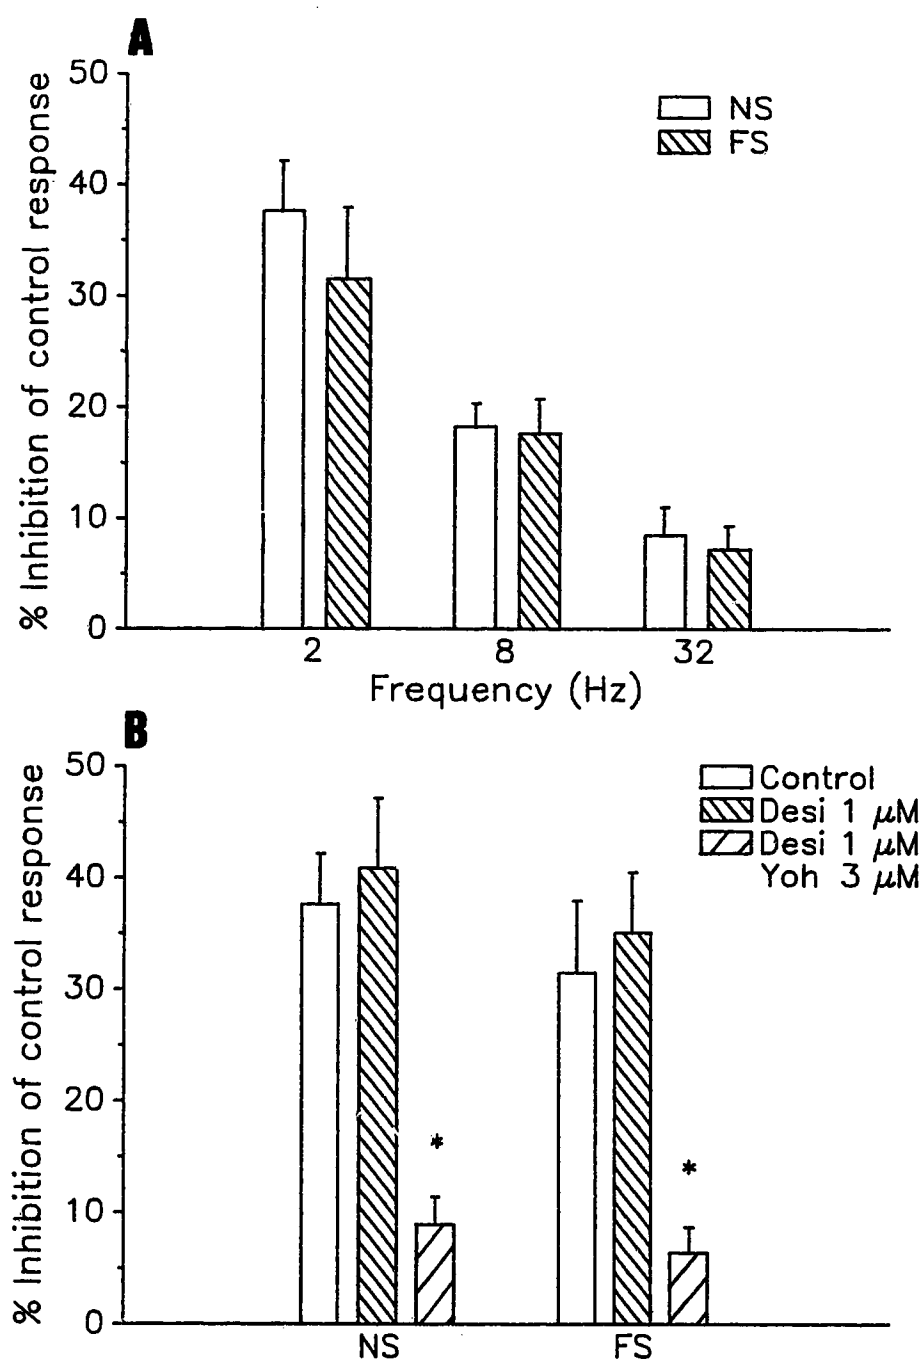 A
% Inhibition of control response
50
40
30
20
10
0
NS
FS
2 8 32
Frequency (Hz)
B
% Inhibition of control response
50
40
30
20
10
0
Control
Desi 1 μM
Desi 1 μM
Yoh 3 μM
*
*
NS FS